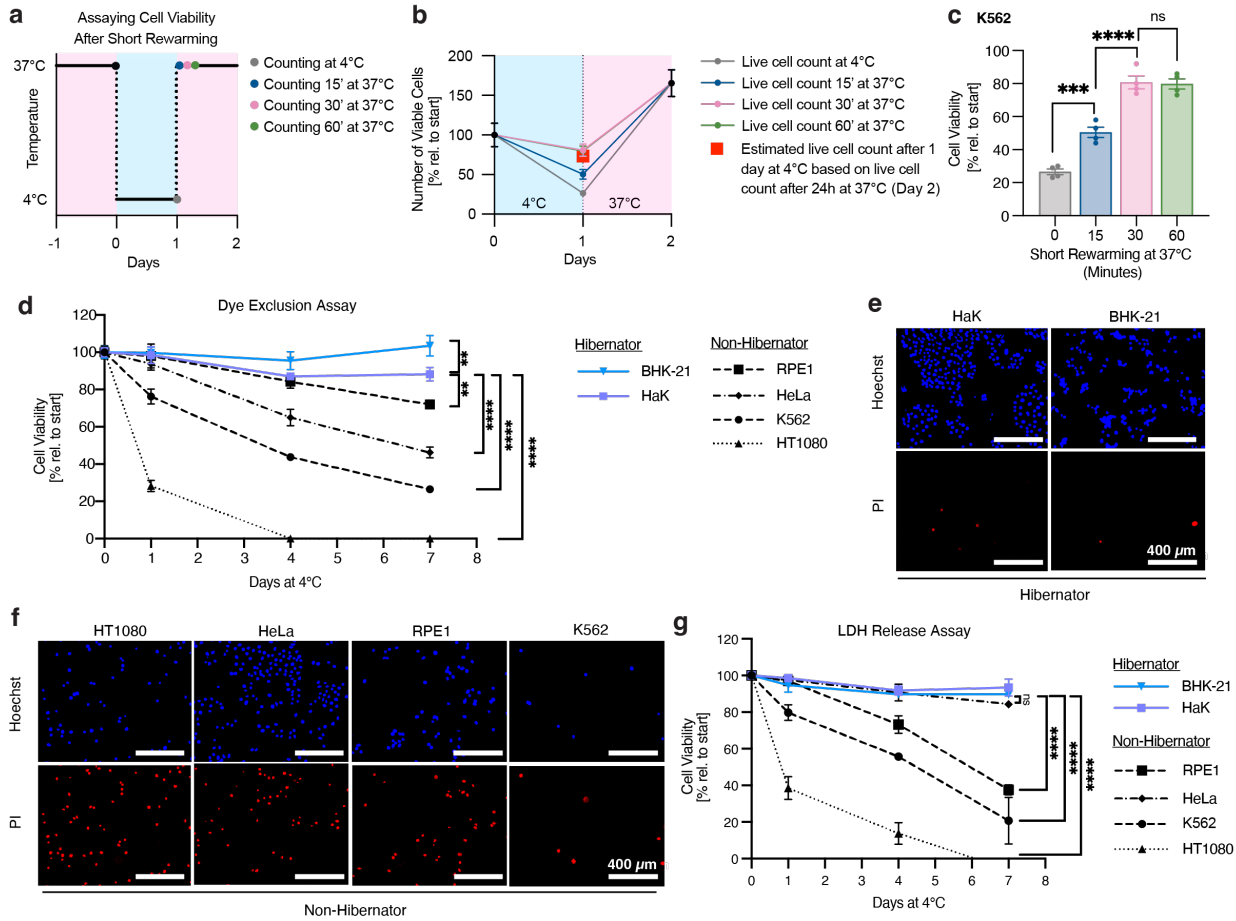 a
Assaying Cell Viability
After Short Rewarming
37°C
4°C
Temperature
-1
0
1
2
Days
Counting at 4°C
Counting 15' at 37°C
Counting 30' at 37°C
Counting 60' at 37°C
b
Number of Viable Cells
[% rel. to start]
200
150
100
50
0
4°C
37°C
0
1
2
Days
Live cell count at 4°C
Live cell count 15' at 37°C
Live cell count 30' at 37°C
Live cell count 60' at 37°C
Estimated live cell count after 1
day at 4°C based on live cell
count after 24h at 37°C (Day 2)
c K562
Cell Viability
[% rel. to start]
100
80
60
40
20
0
***
****
ns
0
15
30
60
Short Rewarming at 37°C
(Minutes)
d
Dye Exclusion Assay
Cell Viability
[% rel. to start]
120
100
80
60
40
20
0
0
1
2
3
4
5
6
7
8
Days at 4°C
**
**
****
****
****
Hibernator
BHK-21
HaK
Non-Hibernator
RPE1
HeLa
K562
HT1080
e
HaK
BHK-21
Hoechst
PI
400 µm
Hibernator
f
HT1080
HeLa
RPE1
K562
Hoechst
PI
400 µm
Non-Hibernator
g
LDH Release Assay
Cell Viability
[% rel. to start]
120
100
80
60
40
20
0
0
1
2
3
4
5
6
7
8
Days at 4°C
ns
****
****
****
Hibernator
BHK-21
HaK
Non-Hibernator
RPE1
HeLa
K562
HT1080